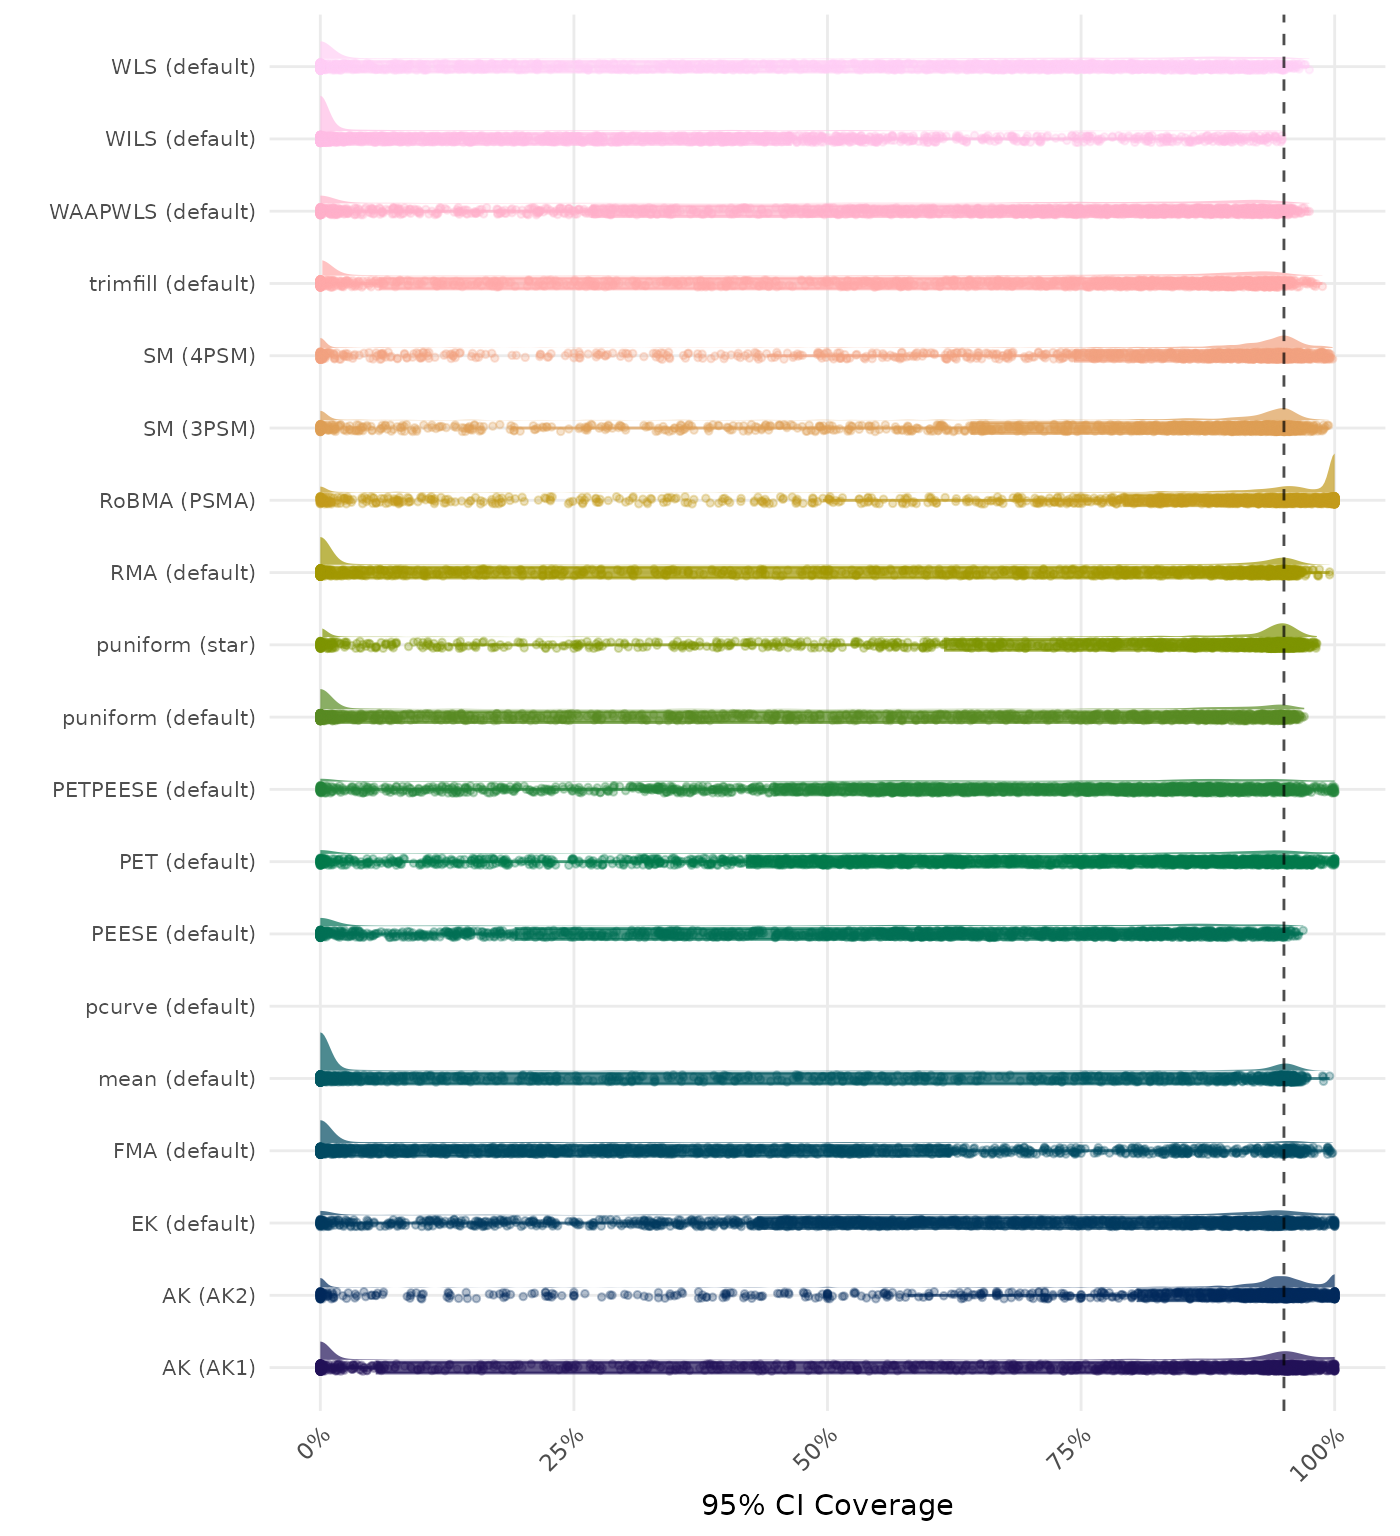 WLS (default)
WILS (default)
WAAPWLS (default)
trimfill (default)
SM (4PSM)
SM (3PSM)
RoBMA (PSMA)
RMA (default)
puniform (star)
puniform (default)
PETPEESE (default)
PET (default)
PEESE (default)
pcurve (default)
mean (default)
FMA (default)
EK (default)
AK (AK2)
AK (AK1)
0% 25% 50% 75% 100%
95% CI Coverage